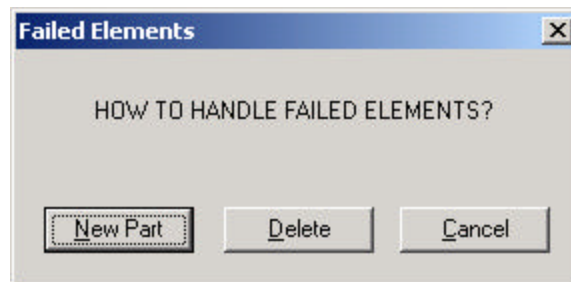 Failed Elements
HOW TO HANDLE FAILED ELEMENTS?
New Part Delete Cancel